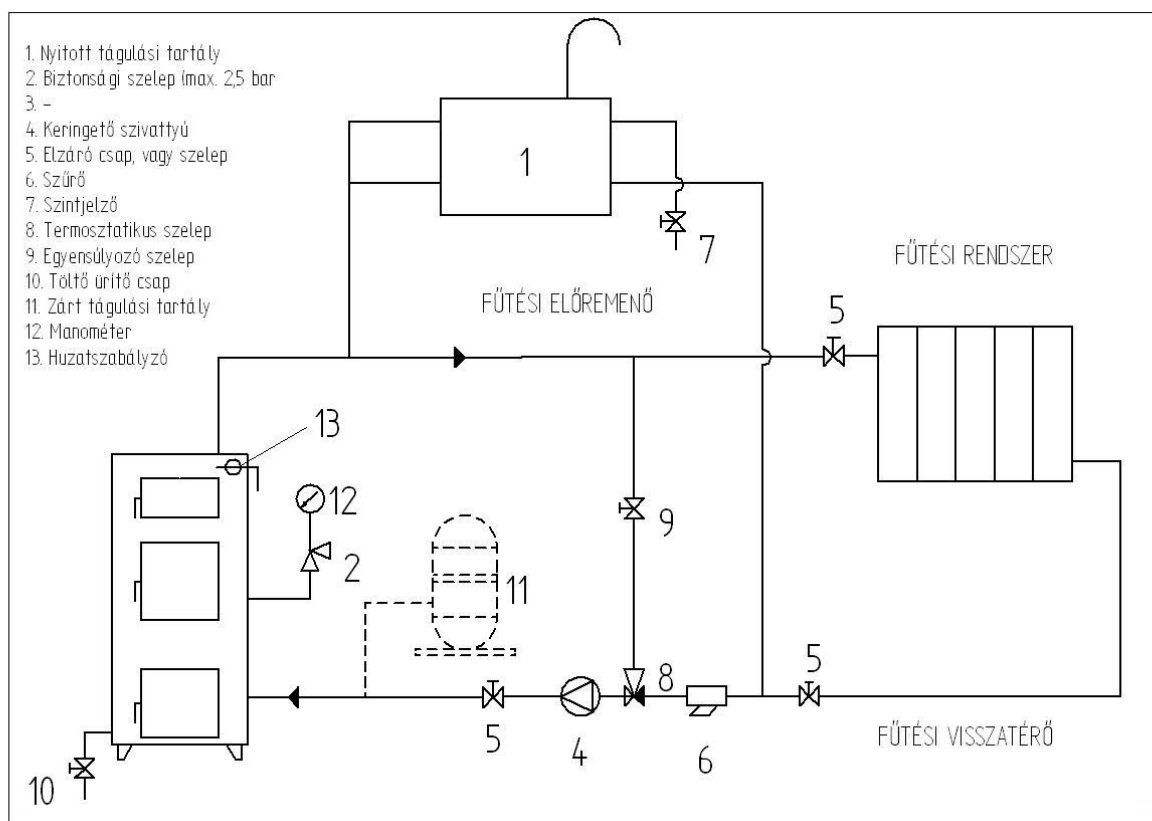 1. Nyitott tágulási tartály
2. Biztonsági szelep (max. 2,5 bar
3. -
4. Keringető szivattyú
5. Elzáró csap, vagy szelep
6. Szűrő
7. Szintjelző
8. Termosztatikus szelep
9. Egyensúlyozó szelep
10. Töltő ürítő csap
11. Zárt tágulási tartály
12. Manométer
13. Huzatszabályzó
1
7
FŰTÉSI RENDSZER
FŰTÉSI ELŐREMENŐ
5
13
12
2
9
11
8
5
5
4
6
FŰTÉSI VISSZATÉRŐ
10